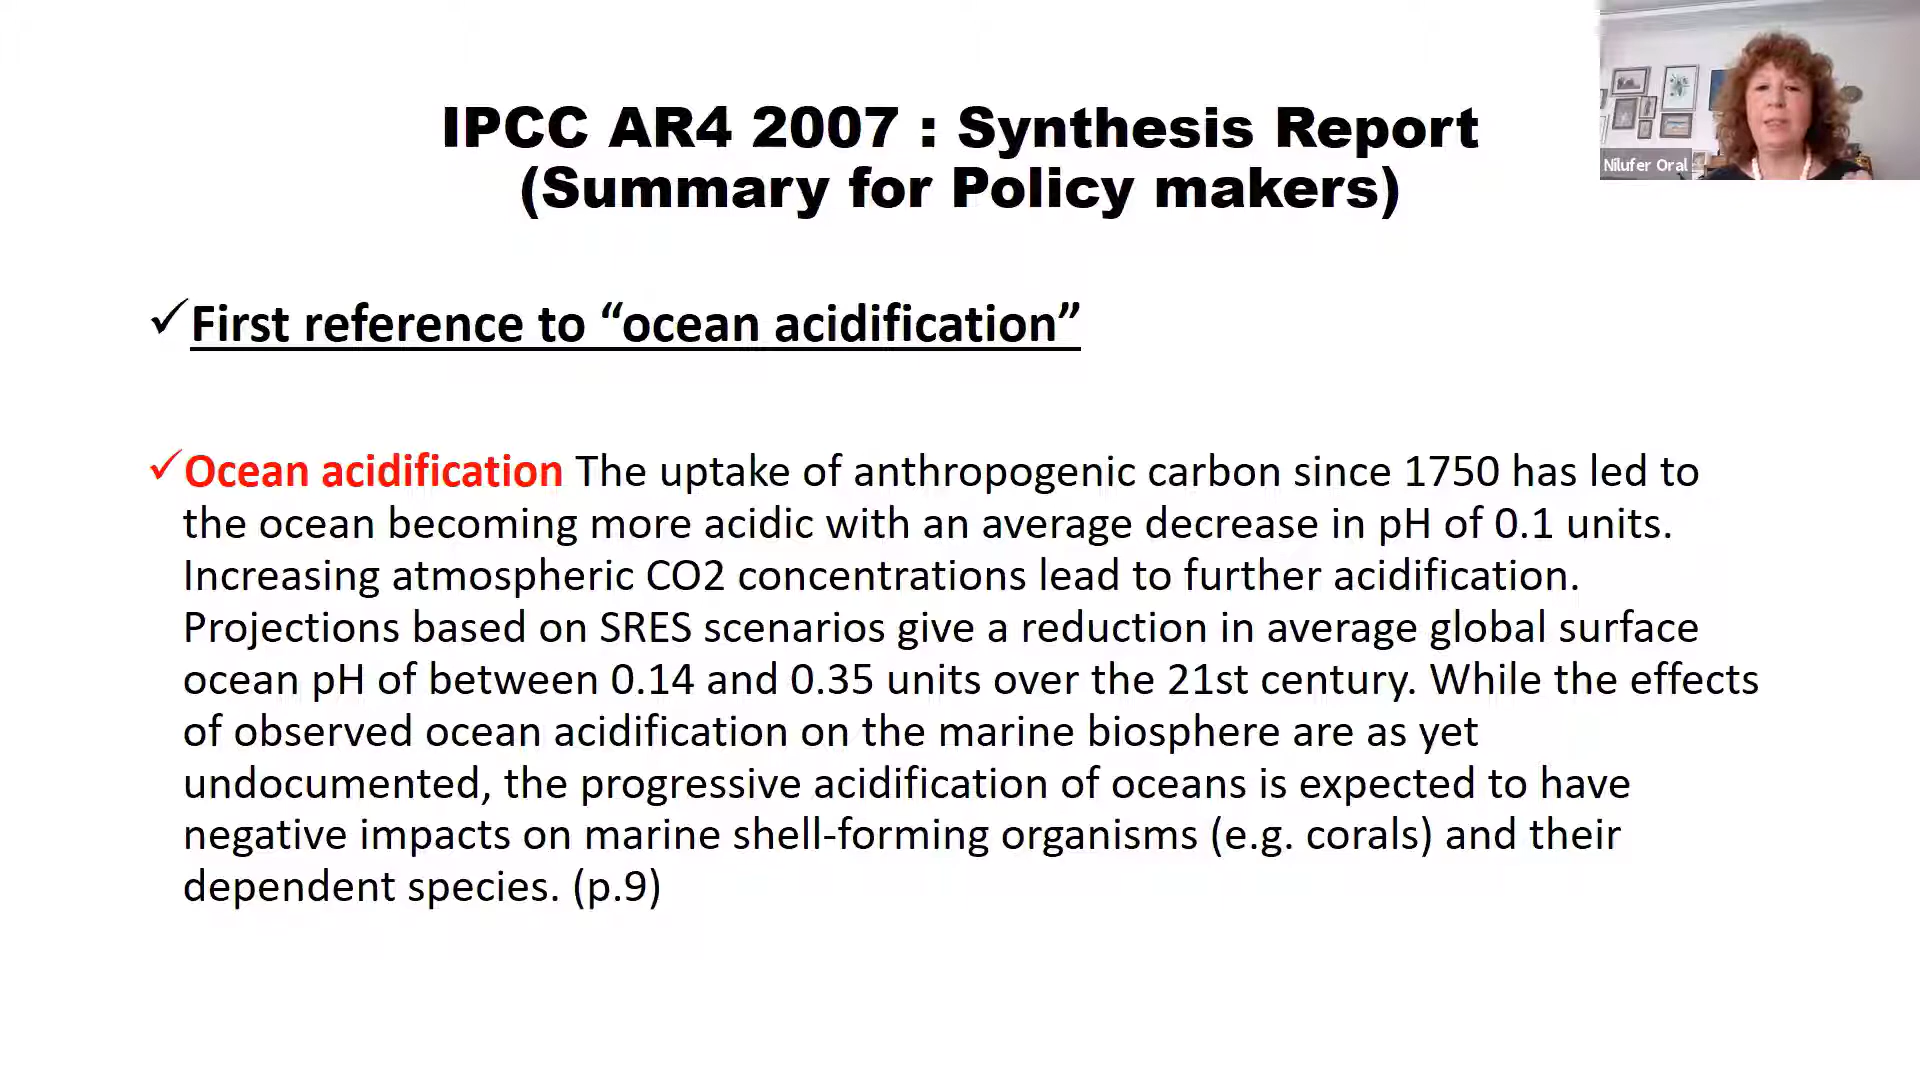 IPCC AR4 2007 : Synthesis Report
(Summary for Policy makers)
Nilufer Oral
✓First reference to “ocean acidification”
✓Ocean acidification The uptake of anthropogenic carbon since 1750 has led to
the ocean becoming more acidic with an average decrease in pH of 0.1 units.
Increasing atmospheric CO2 concentrations lead to further acidification.
Projections based on SRES scenarios give a reduction in average global surface
ocean pH of between 0.14 and 0.35 units over the 21st century. While the effects
of observed ocean acidification on the marine biosphere are as yet
undocumented, the progressive acidification of oceans is expected to have
negative impacts on marine shell-forming organisms (e.g. corals) and their
dependent species. (p.9)